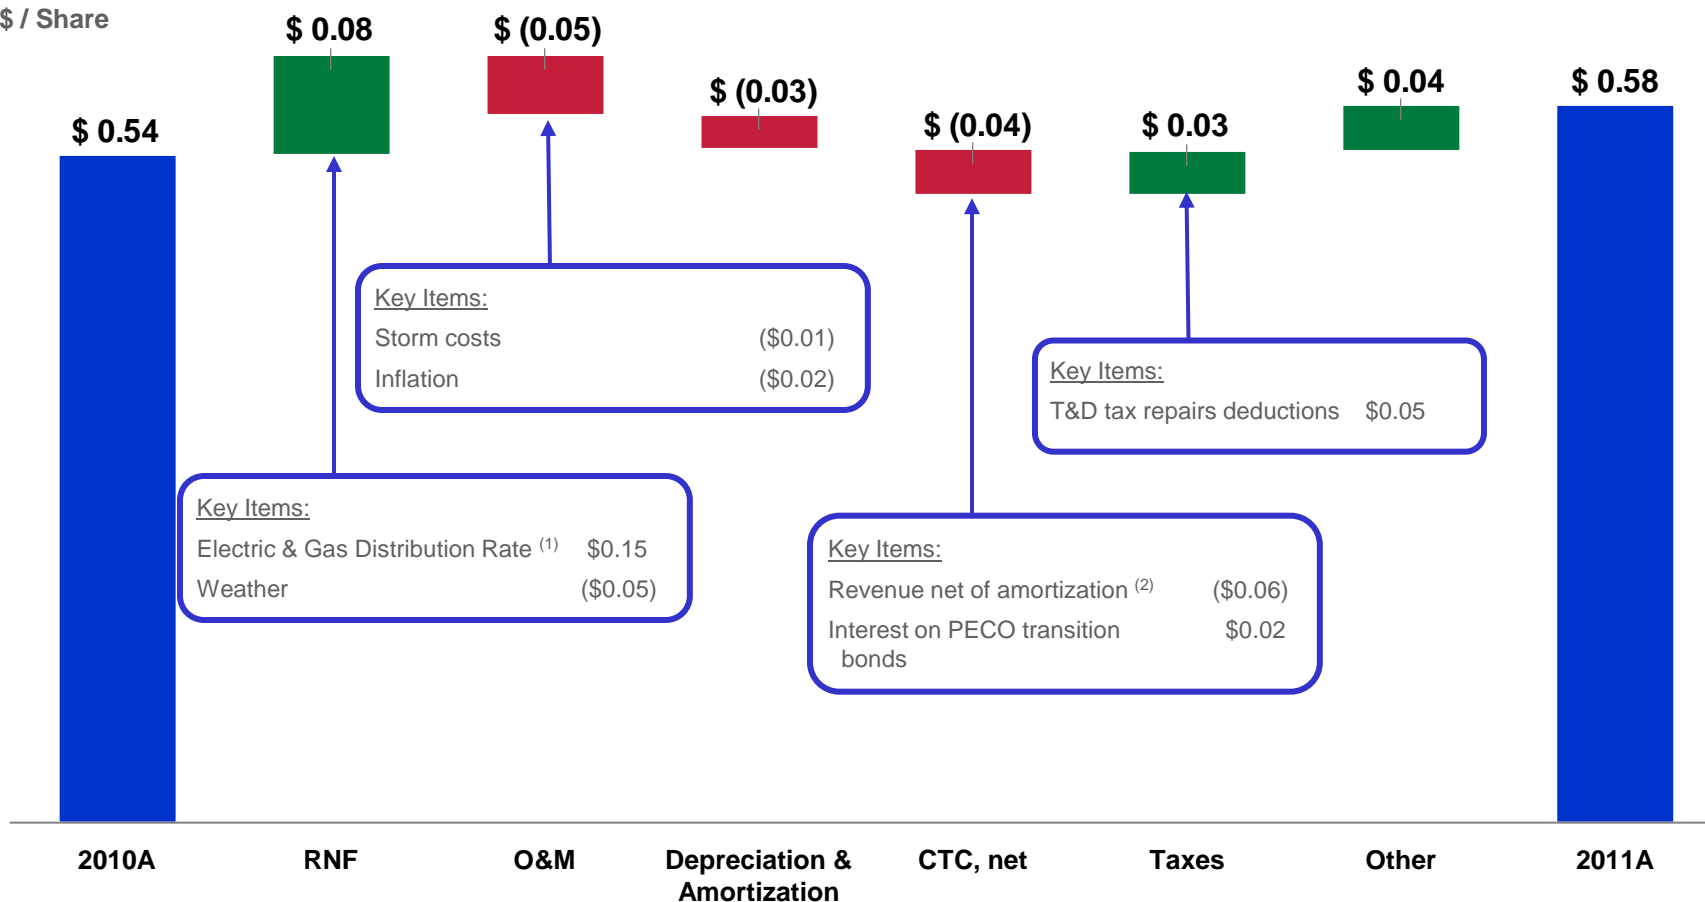 $ / Share
$ 0.54
$ 0.08
$ (0.05)
$ (0.03)
$ (0.04)
$ 0.03
$ 0.04
$ 0.58
Key Items:
Storm costs ($0.01)
Inflation ($0.02)
Key Items:
T&D tax repairs deductions $0.05
Key Items:
Electric & Gas Distribution Rate (1) $0.15
Weather ($0.05)
Key Items:
Revenue net of amortization (2) ($0.06)
Interest on PECO transition $0.02
bonds
2010A
RNF
O&M
Depreciation &
Amortization
CTC, net
Taxes
Other
2011A